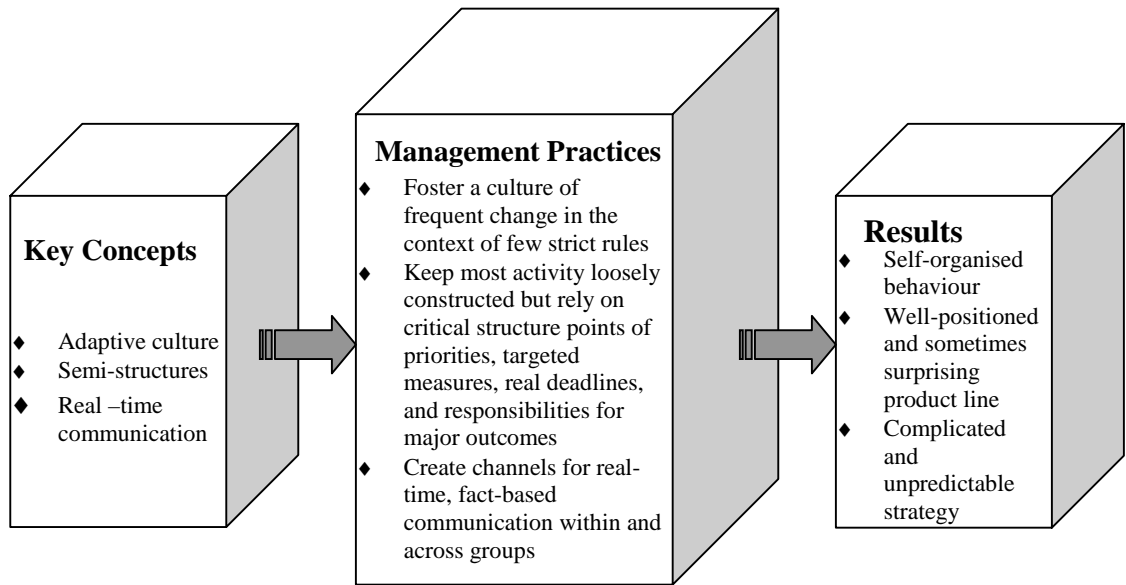 Key Concepts
♦ Adaptive culture
♦ Semi-structures
♦ Real –time
communication
Management Practices
♦ Foster a culture of
frequent change in the
context of few strict rules
♦ Keep most activity loosely
constructed but rely on
critical structure points of
priorities, targeted
measures, real deadlines,
and responsibilities for
major outcomes
♦ Create channels for real-
time, fact-based
communication within and
across groups
Results
♦ Self-organised
behaviour
♦ Well-positioned
and sometimes
surprising
product line
♦ Complicated
and
unpredictable
strategy